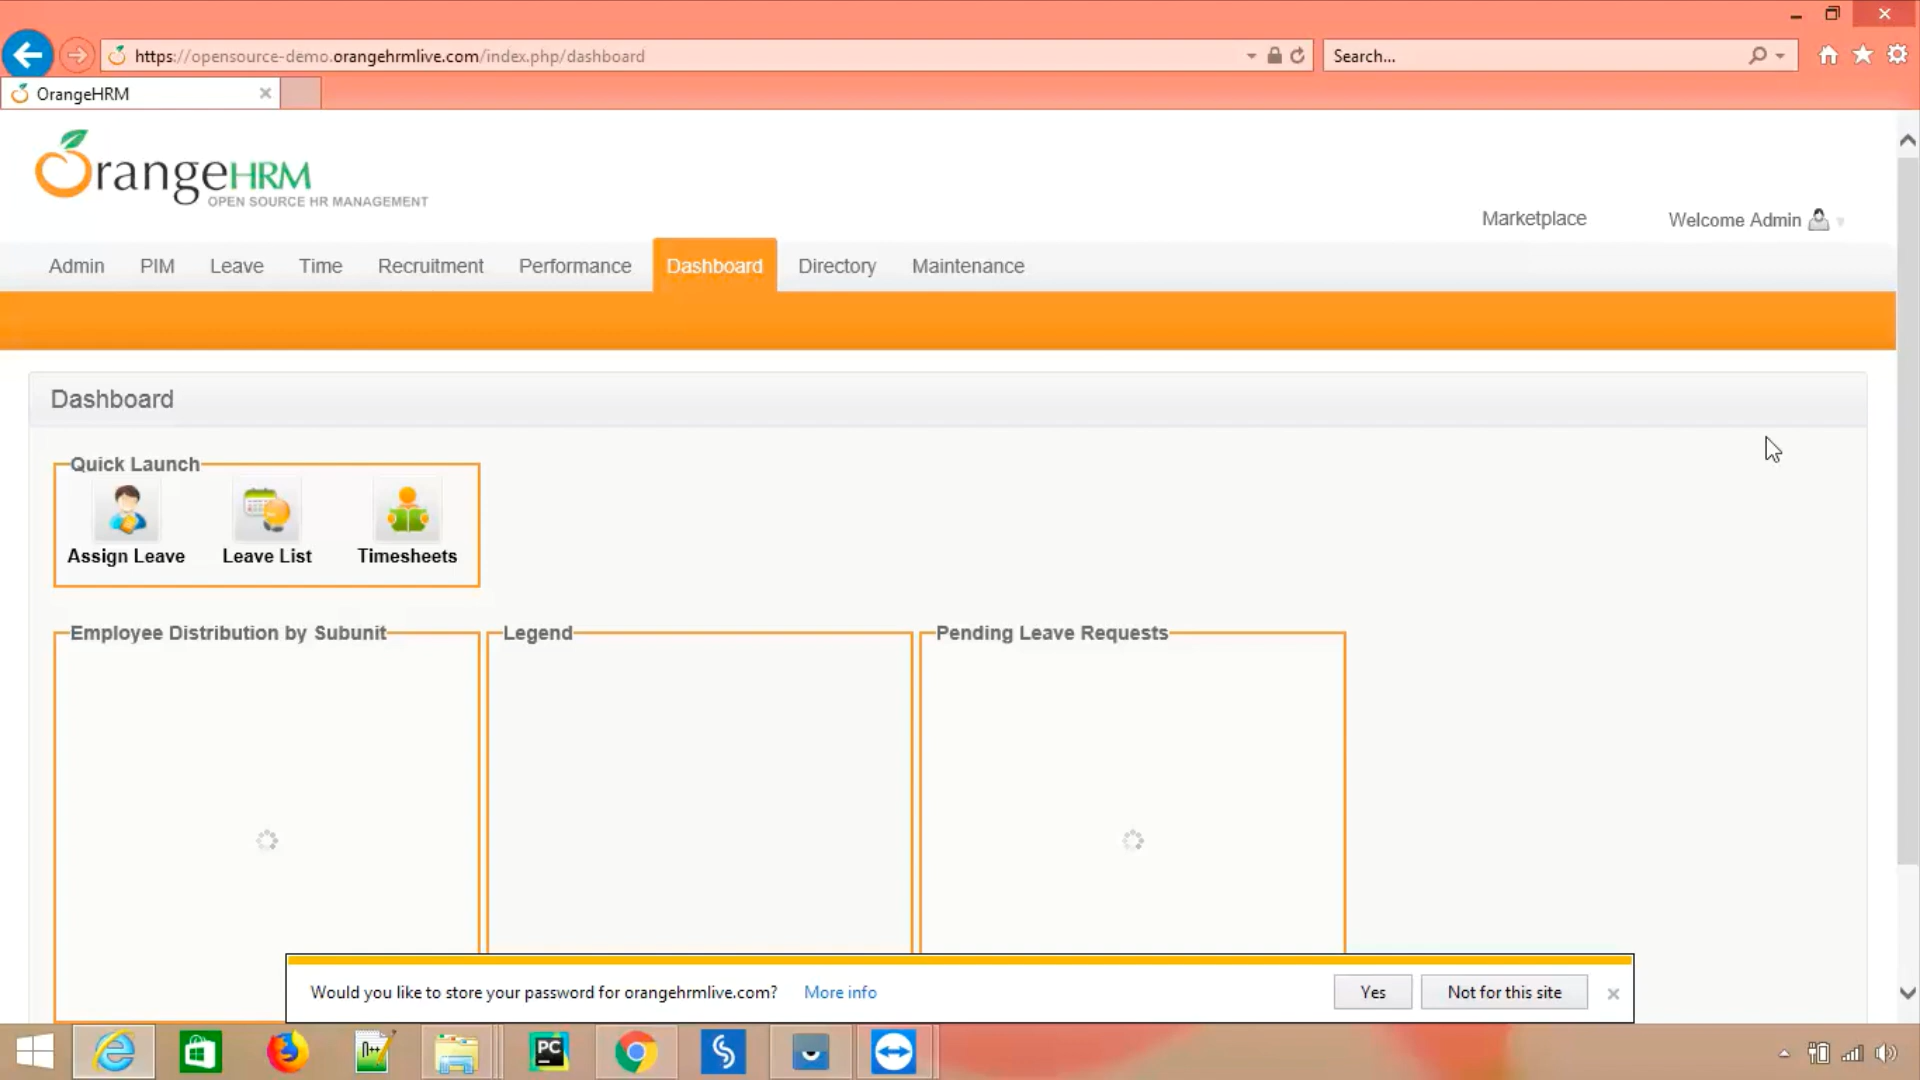 https://opensource-demo.orangehrmlive.com/index.php/dashboard
Search...
OrangeHRM
OrangeHRM
OPEN SOURCE HR MANAGEMENT
Marketplace
Welcome Admin
Admin
PIM
Leave
Time
Recruitment
Performance
Dashboard
Directory
Maintenance
Dashboard
Quick Launch
Assign Leave
Leave List
Timesheets
Employee Distribution by Subunit
Legend
Pending Leave Requests
Would you like to store your password for orangehrmlive.com?
More info
Yes
Not for this site
PC